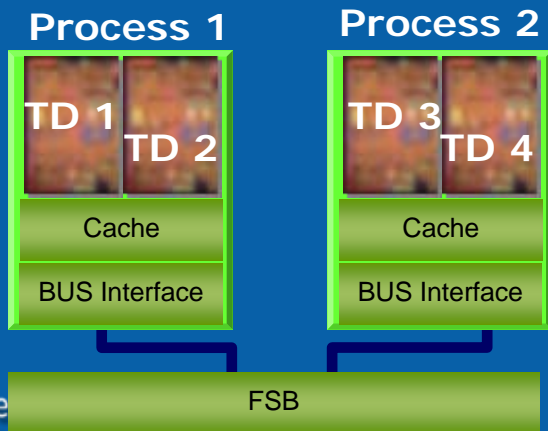 Process 1
Process 2
TD 1
TD 2
TD 3
TD 4
Cache
Cache
BUS Interface
BUS Interface
FSB